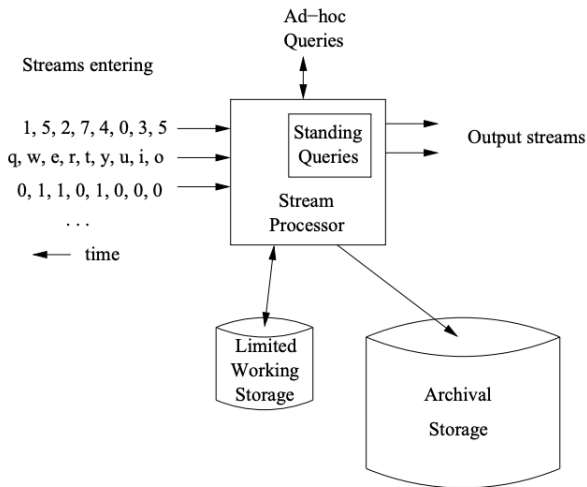 Ad-hoc
Queries
Streams entering
1, 5, 2, 7, 4, 0, 3, 5
q, w, e, r, t, y, u, i, o
0, 1, 1, 0, 1, 0, 0, 0
. . .
time
Standing
Queries
Stream
Processor
Output streams
Limited
Working
Storage
Archival
Storage